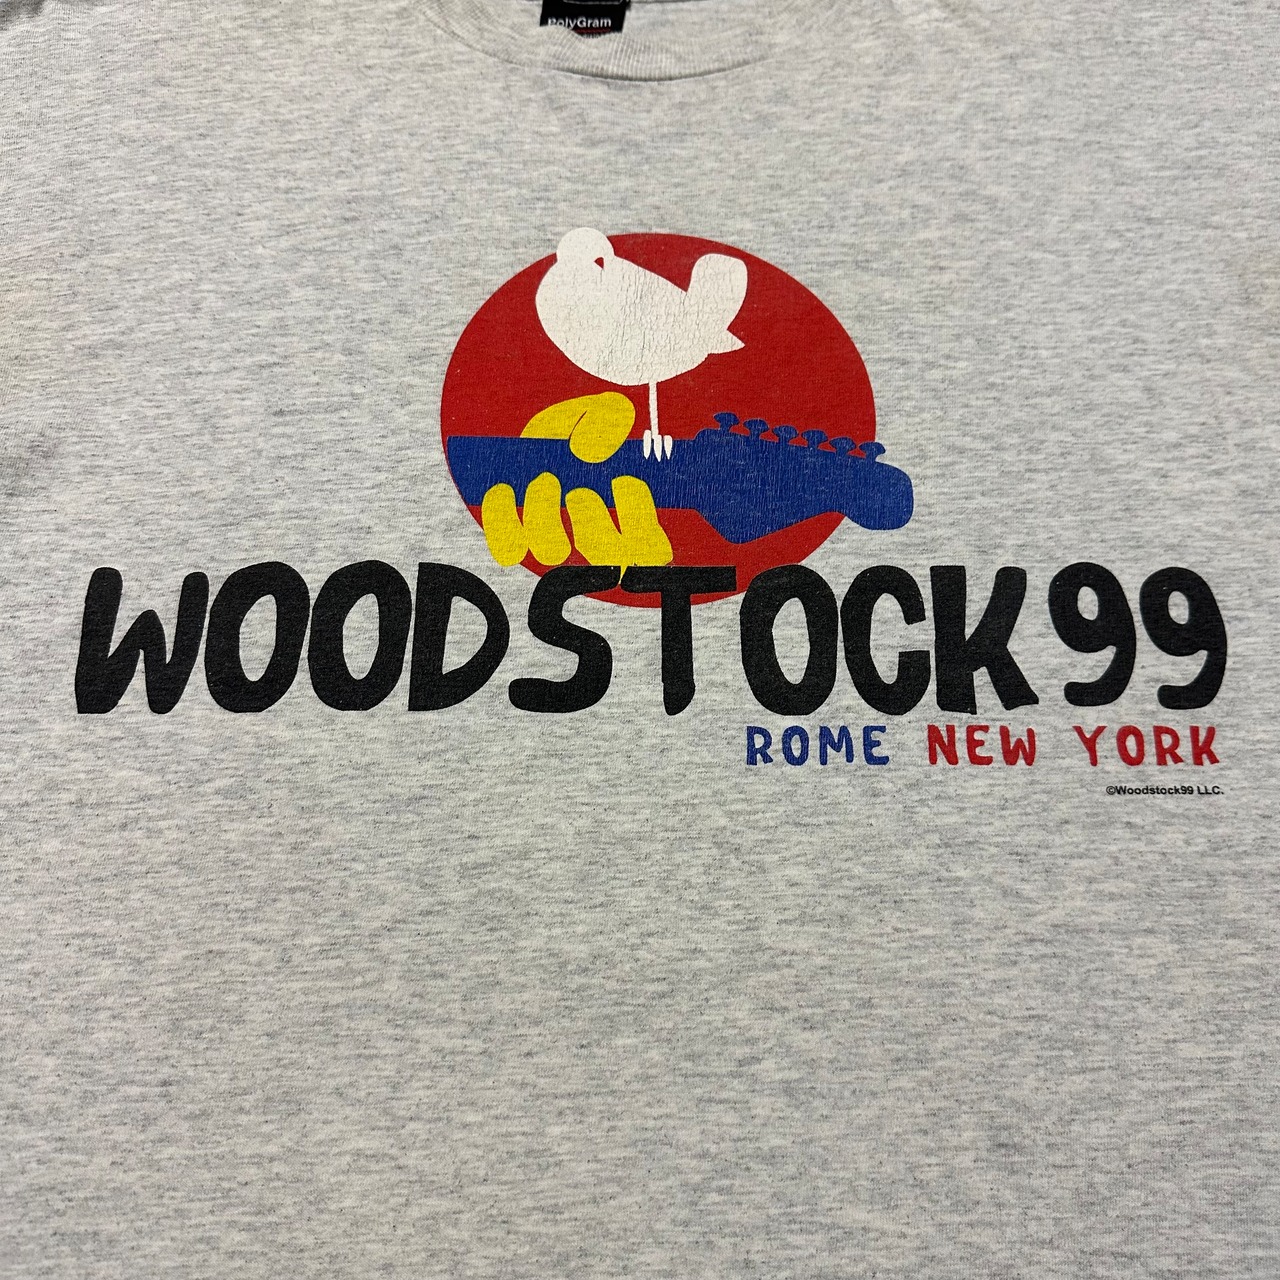 PolyGram
WOODSTOCK 99
ROME NEW YORK
©Woodstock99 LLC.